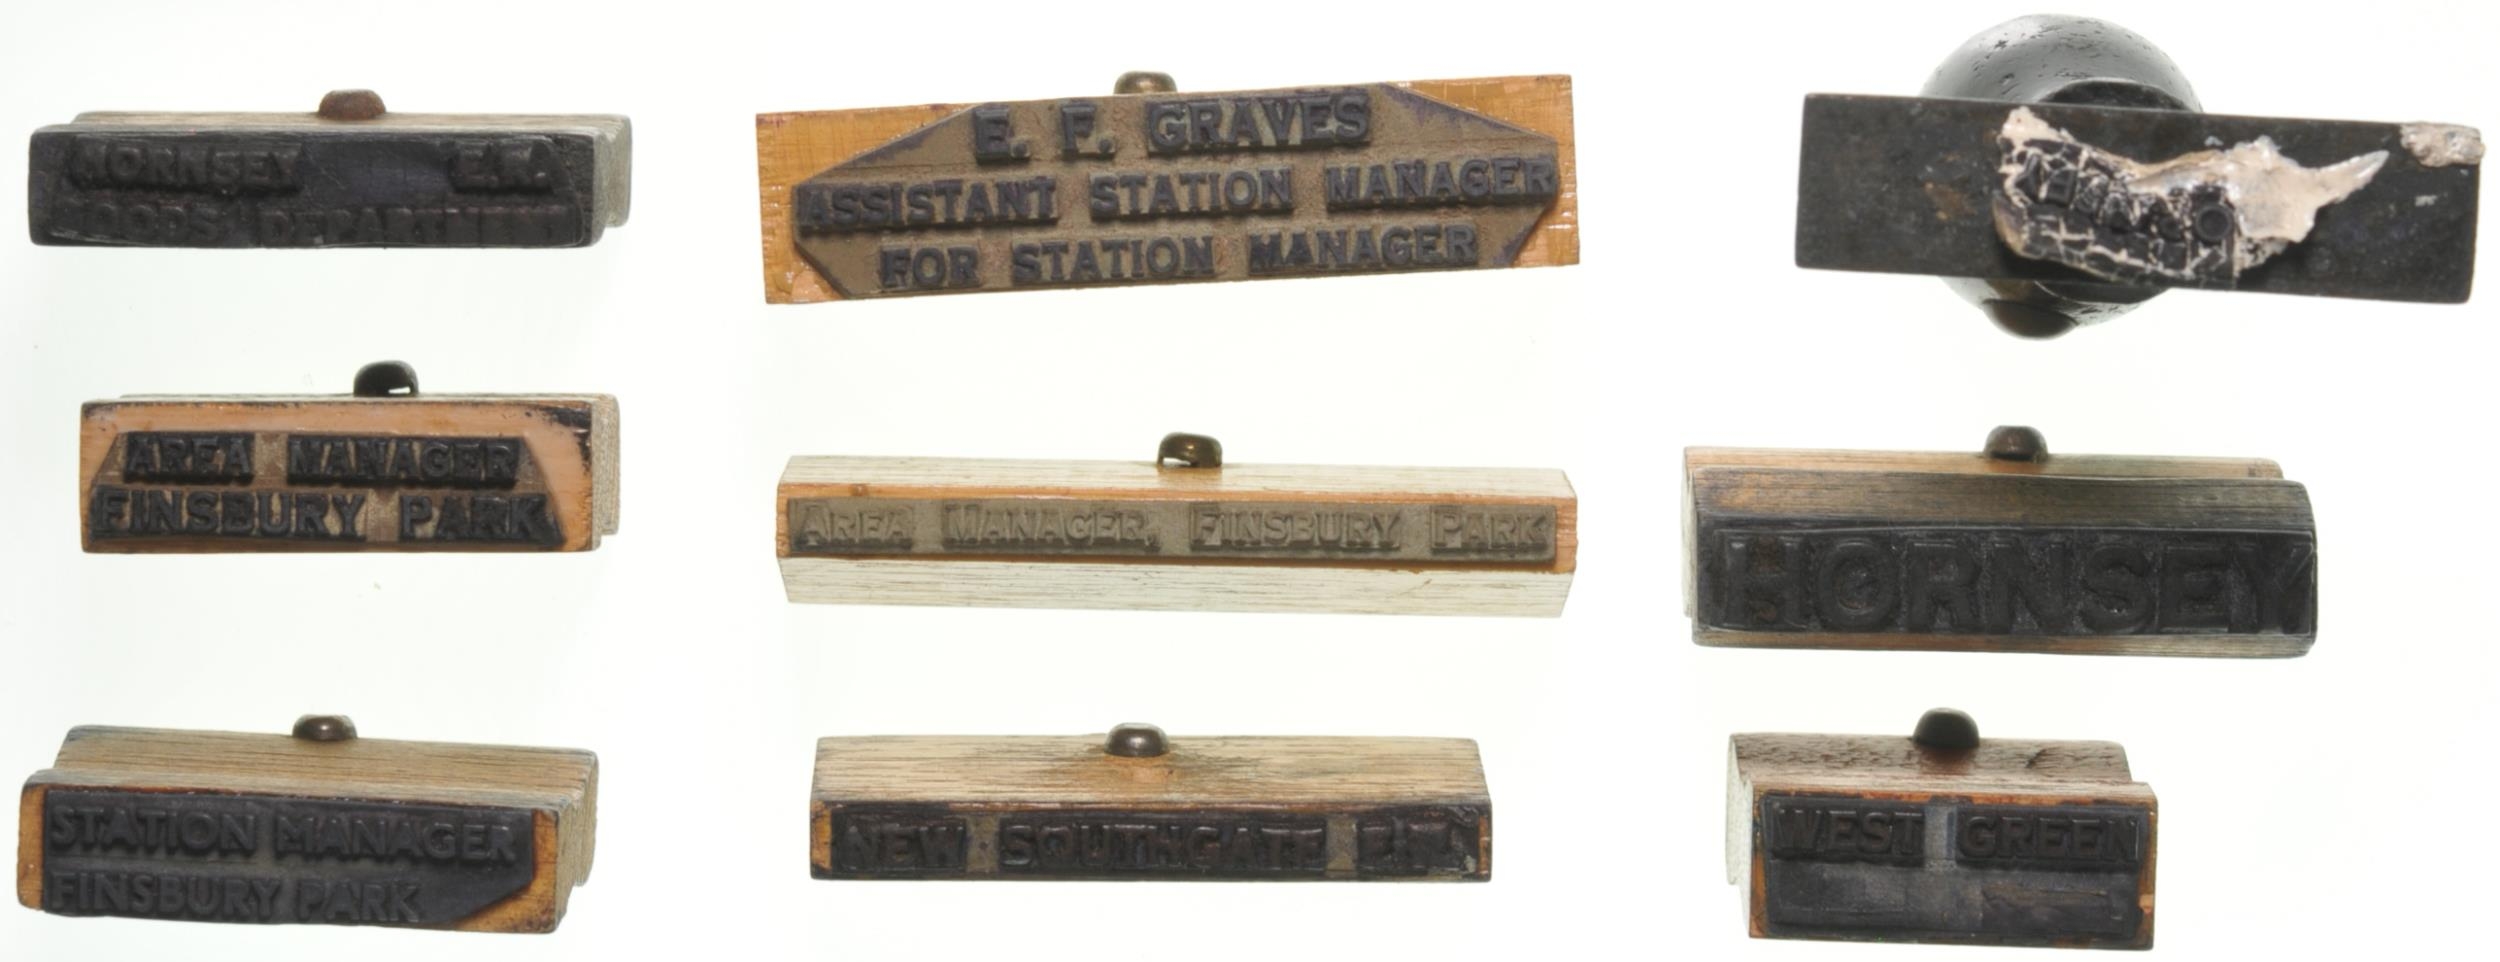 HORNSEY E.R.
GOODS DEPARTMENT
E. F. GRAVES
ASSISTANT STATION MANAGER
FOR STATION MANAGER
AREA MANAGER
FINSBURY PARK
AREA MANAGER, FINSBURY PARK
HORNSEY
STATION MANAGER
FINSBURY PARK
NEW SOUTHGATE E.R.
WEST GREEN